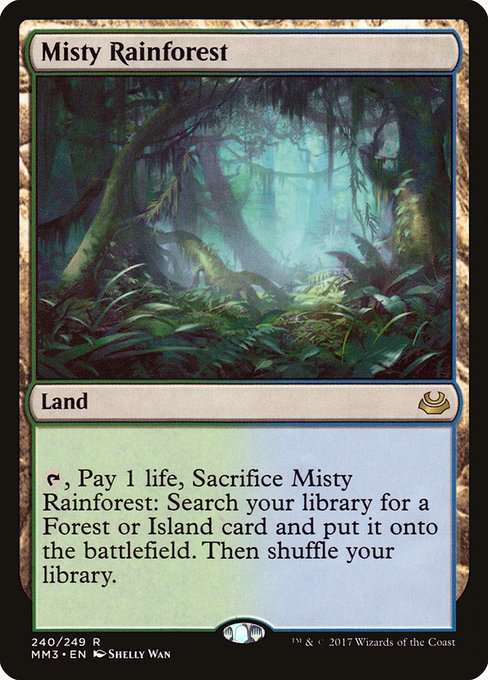 Misty Rainforest
Land
, Pay 1 life, Sacrifice Misty
Rainforest: Search your library for a
Forest or Island card and put it onto
the battlefield. Then shuffle your
library.
240/249 R
MM3 • EN Shelly Wan
™ & © 2017 Wizards of the Coast